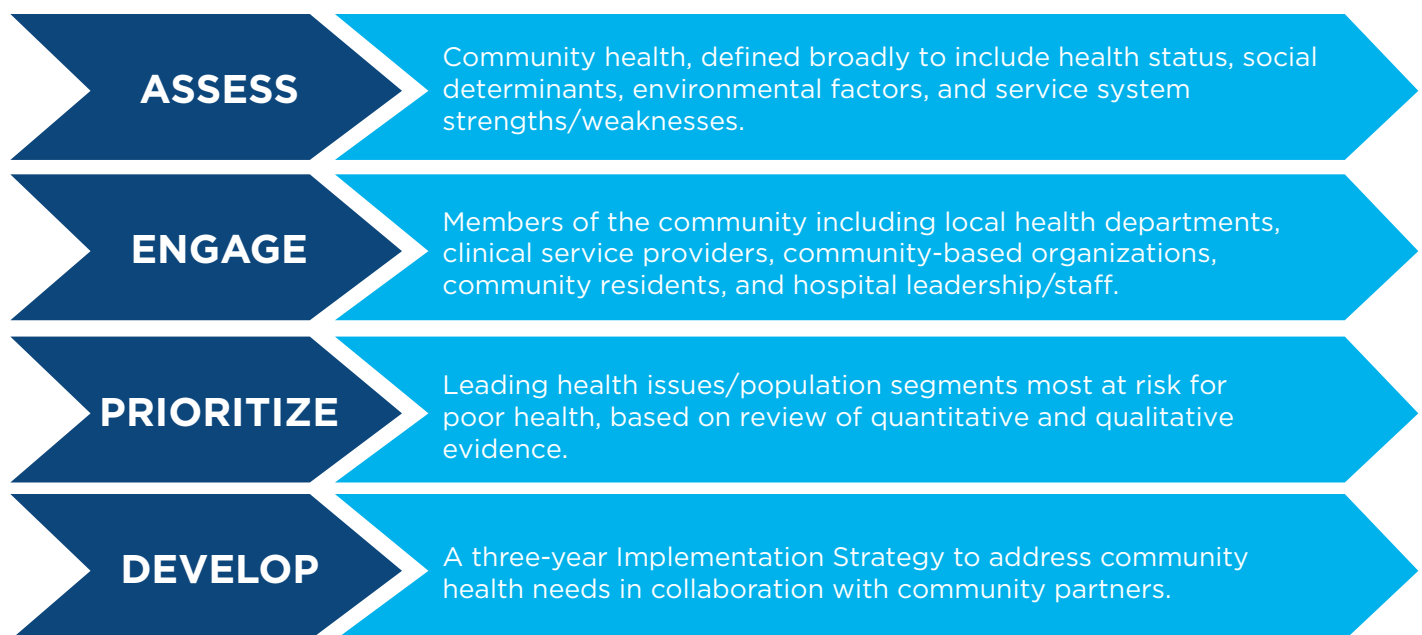 ASSESS
Community health, defined broadly to include health status, social
determinants, environmental factors, and service system
strengths/weaknesses.
ENGAGE
Members of the community including local health departments,
clinical service providers, community-based organizations,
community residents, and hospital leadership/staff.
PRIORITIZE
Leading health issues/population segments most at risk for
poor health, based on review of quantitative and qualitative
evidence.
DEVELOP
A three-year Implementation Strategy to address community
health needs in collaboration with community partners.